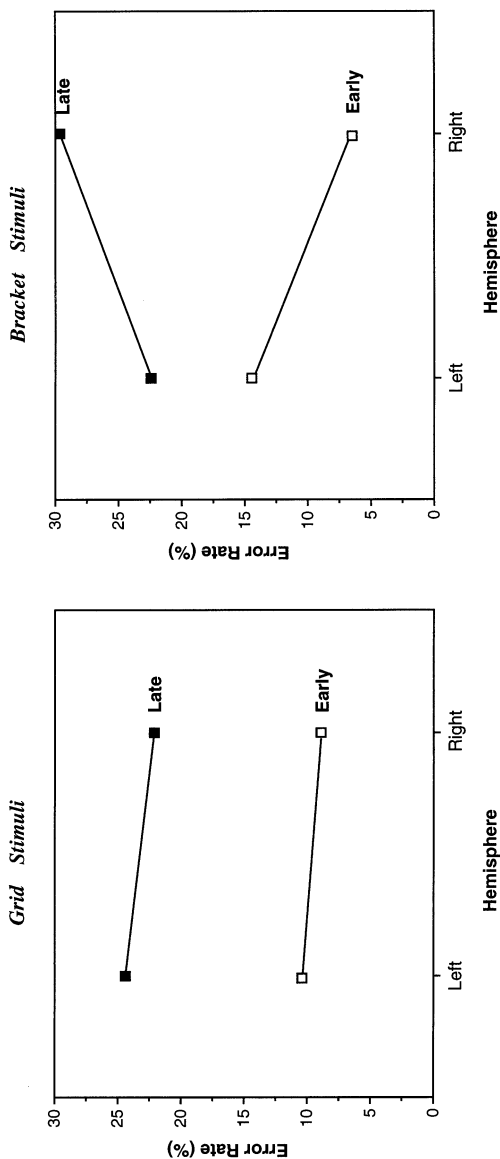 Grid Stimuli
Error Rate (%)
30
25
20
15
10
5
0
Late
Early
Left
Right
Hemisphere
Bracket Stimuli
Error Rate (%)
30
25
20
15
10
5
0
Late
Early
Left
Right
Hemisphere